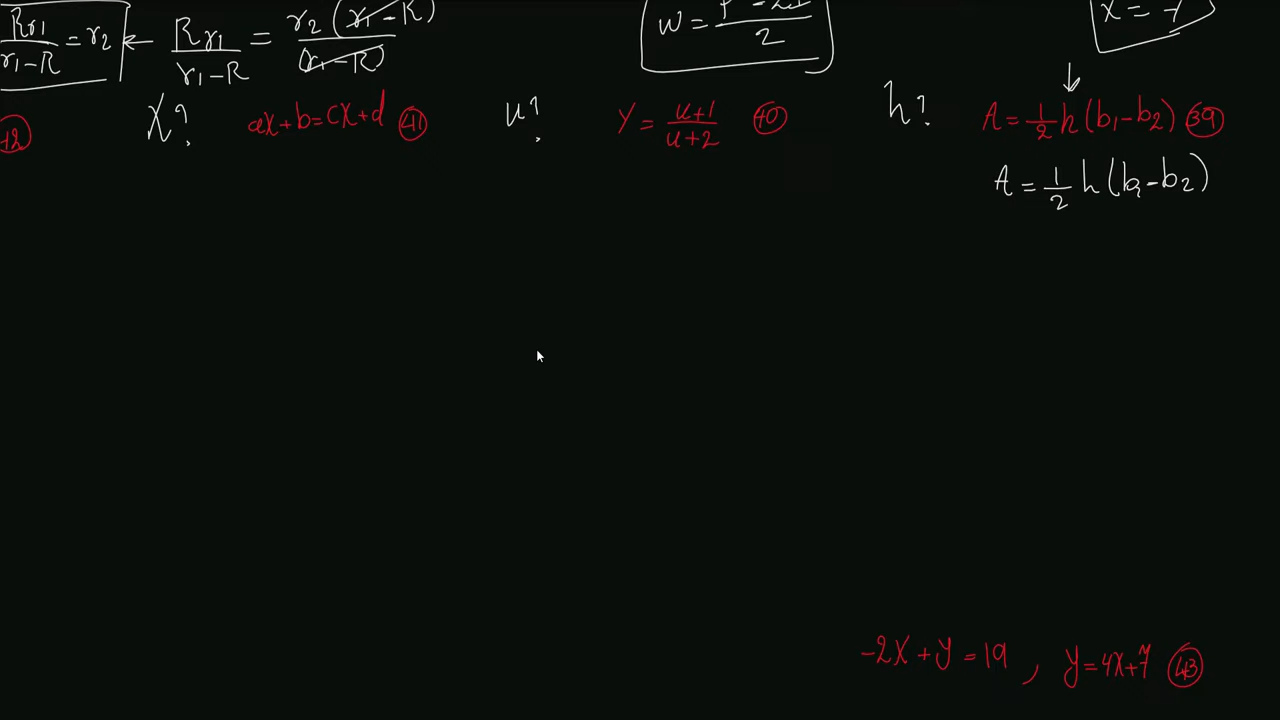 Rr1/(r1-R) = r2 ← Rr1/(r1-R) = r2(r1-R)/(r1-R)
x = -7
A = 1/2 h(b1-b2) 39
h?
A = 1/2 h(b1-b2)
Y = (u+1)/(u+2) 40
u?
ax+b=cx+d 41
X?
-2x+y=19 , y=4x+7 43